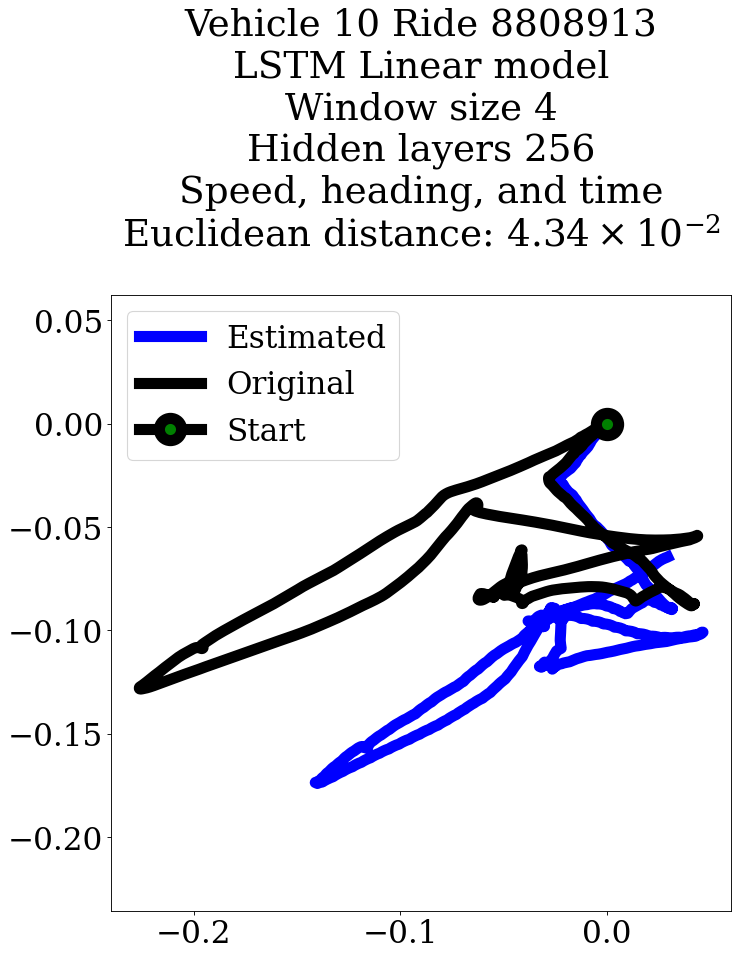 Vehicle 10 Ride 8808913
LSTM Linear model
Window size 4
Hidden layers 256
Speed, heading, and time
Euclidean distance: 4.34 × 10⁻²
Estimated
Original
Start
0.05
0.00
−0.05
−0.10
−0.15
−0.20
−0.2
−0.1
0.0